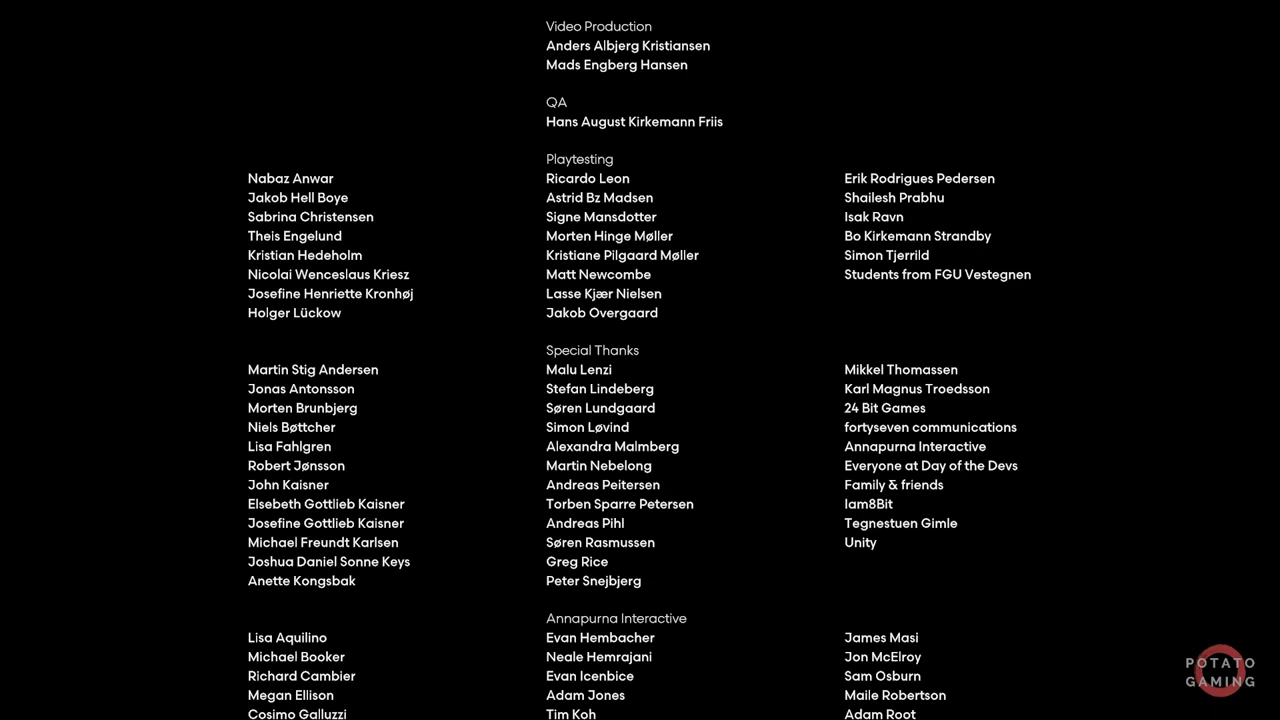 Video Production
Anders Albjerg Kristiansen
Mads Engberg Hansen
QA
Hans August Kirkemann Friis
Playtesting
Nabaz Anwar
Jakob Hell Boye
Sabrina Christensen
Theis Engelund
Kristian Hedeholm
Nicolai Wenceslaus Kriesz
Josefine Henriette Kronhøj
Holger Lückow
Ricardo Leon
Astrid Bz Madsen
Signe Mansdotter
Morten Hinge Møller
Kristiane Pilgaard Møller
Matt Newcombe
Lasse Kjær Nielsen
Jakob Overgaard
Erik Rodrigues Pedersen
Shailesh Prabhu
Isak Ravn
Bo Kirkemann Strandby
Simon Tjerrild
Students from FGU Vestegnen
Special Thanks
Martin Stig Andersen
Jonas Antonsson
Morten Brunbjerg
Niels Bøttcher
Lisa Fahlgren
Robert Jønsson
John Kaisner
Elsebeth Gottlieb Kaisner
Josefine Gottlieb Kaisner
Michael Freundt Karlsen
Joshua Daniel Sonne Keys
Anette Kongsbak
Malu Lenzi
Stefan Lindeberg
Søren Lundgaard
Simon Løvind
Alexandra Malmberg
Martin Nebelong
Andreas Peitersen
Torben Sparre Petersen
Andreas Pihl
Søren Rasmussen
Greg Rice
Peter Snejbjerg
Mikkel Thomassen
Karl Magnus Troedsson
24 Bit Games
fortyseven communications
Annapurna Interactive
Everyone at Day of the Devs
Family & friends
Iam8Bit
Tegnestuen Gimle
Unity
Annapurna Interactive
Lisa Aquilino
Michael Booker
Richard Cambier
Megan Ellison
Cosimo Galluzzi
Evan Hembacher
Neale Hemrajani
Evan Icenbice
Adam Jones
Tim Koh
James Masi
Jon McElroy
Sam Osburn
Maile Robertson
Adam Root
POTATO
GAMING